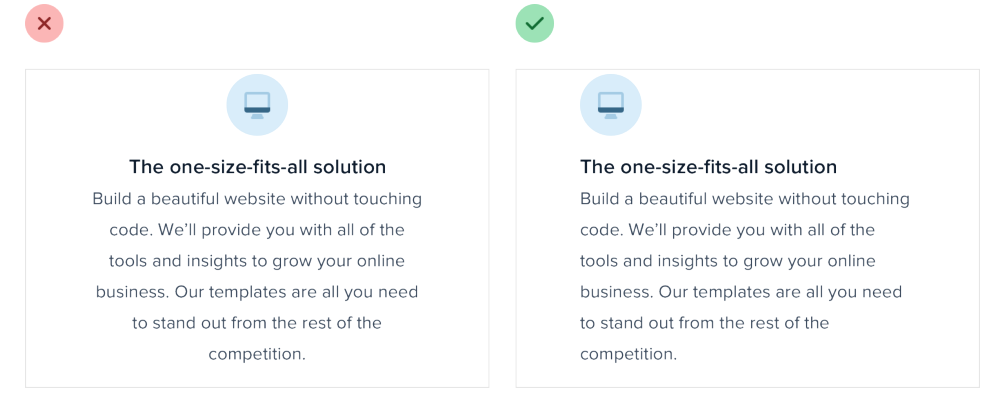 The one-size-fits-all solution
Build a beautiful website without touching
code. We’ll provide you with all of the
tools and insights to grow your online
business. Our templates are all you need
to stand out from the rest of the
competition.
The one-size-fits-all solution
Build a beautiful website without touching
code. We’ll provide you with all of the
tools and insights to grow your online
business. Our templates are all you need
to stand out from the rest of the
competition.